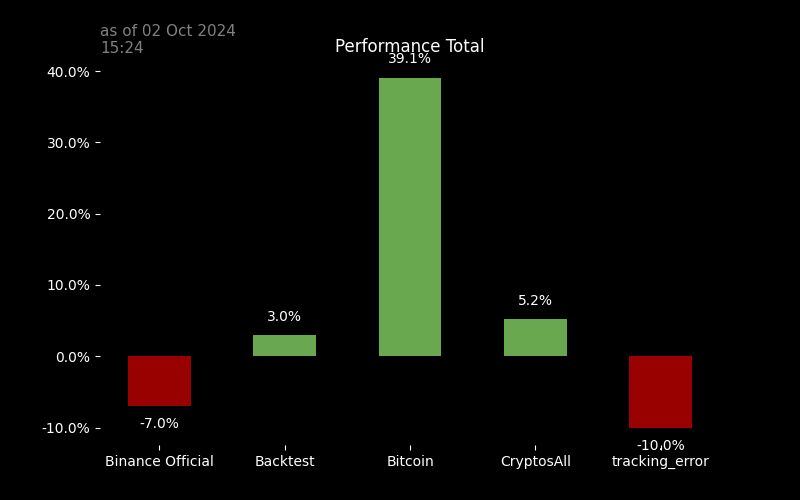 as of 02 Oct 2024
15:24
Performance Total
39.1%
40.0%
30.0%
20.0%
10.0%
0.0%
-10.0%
-7.0%
3.0%
5.2%
-10.0%
Binance Official
Backtest
Bitcoin
CryptosAll
tracking_error